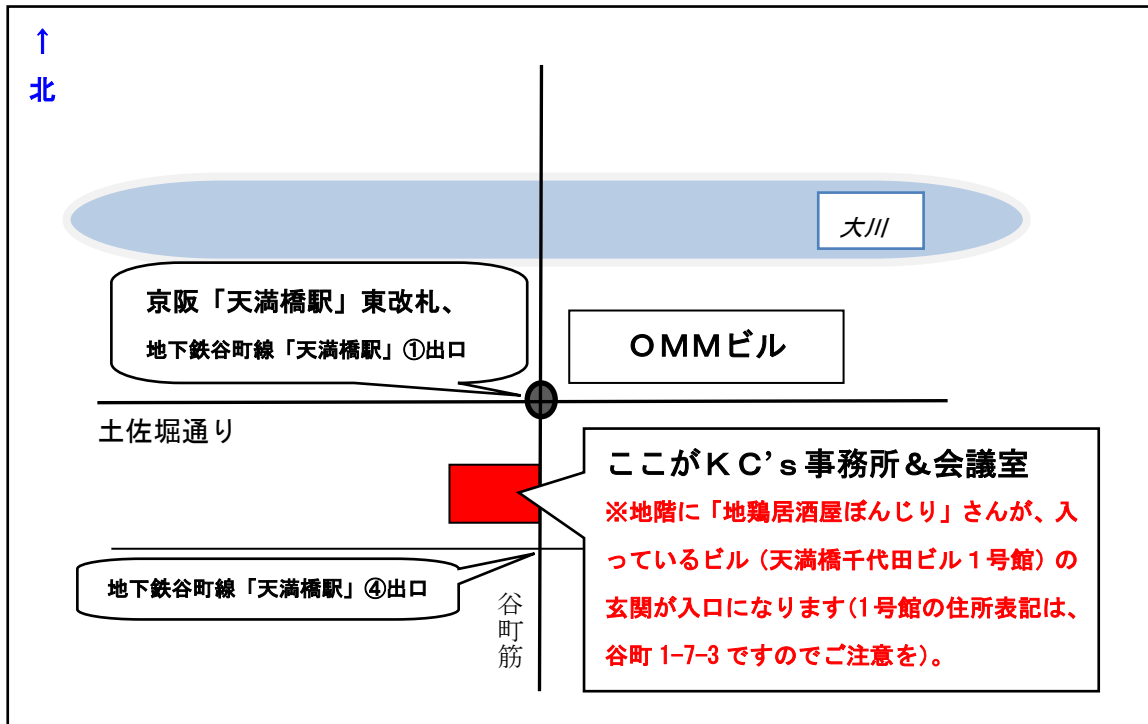 ↑
北
大川
京阪「天満橋駅」東改札、
地下鉄谷町線「天満橋駅」①出口
ＯＭＭビル
土佐堀通り
ここがＫＣ’ｓ事務所＆会議室
※地階に「地鶏居酒屋ぼんじり」さんが、入
っているビル（天満橋千代田ビル１号館）の
玄関が入口になります(1号館の住所表記は、
谷町 1-7-3 ですのでご注意を)。
地下鉄谷町線「天満橋駅」④出口
谷町筋